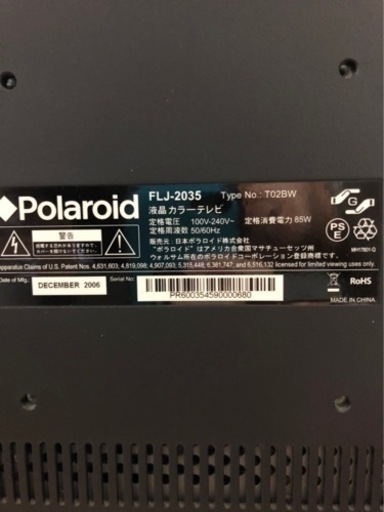 Polaroid
FLJ-2035 Type No.: T02BW
液晶カラーテレビ
定格電圧 100V-240V~ 定格消費電力 85W
定格周波数 50/60Hz
販売元:日本ポラロイド株式会社
"ポラロイド"はアメリカ合衆国マサチューセッツ州
ウォルサム所在のポラロイドコーポレーション登録商標です。
警告
G
PS
E
Apparatus Claims of U.S. Patent Nos. 4,631,603; 4,819,098; 4,907,093; 5,315,448; 6,381,747; and 6,516,132 licensed for limited viewing uses only.
Date of Mfg.: DECEMBER 2006 Serial No.:
PR600354590000680
RoHS
MADE IN CHINA